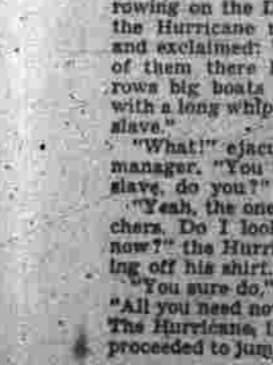 rowing on the D
the Hurricane
and exclaimed:
of them there
rows big boats
with a long whip
slave."
"What!" ejacu
manager. "You
slave, do you?"
"Yeah, the one
chers. Do I look
now?" the Hurri
ing off his shirt.
"You sure do,"
"All you need no
The Hurricane,
proceeded to jum